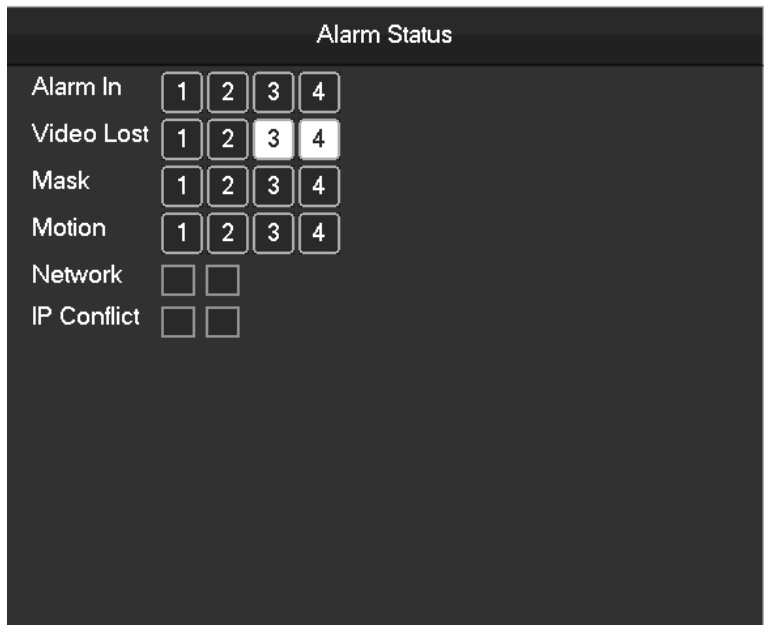 Alarm Status
Alarm In 1 2 3 4
Video Lost 1 2 3 4
Mask 1 2 3 4
Motion 1 2 3 4
Network
IP Conflict